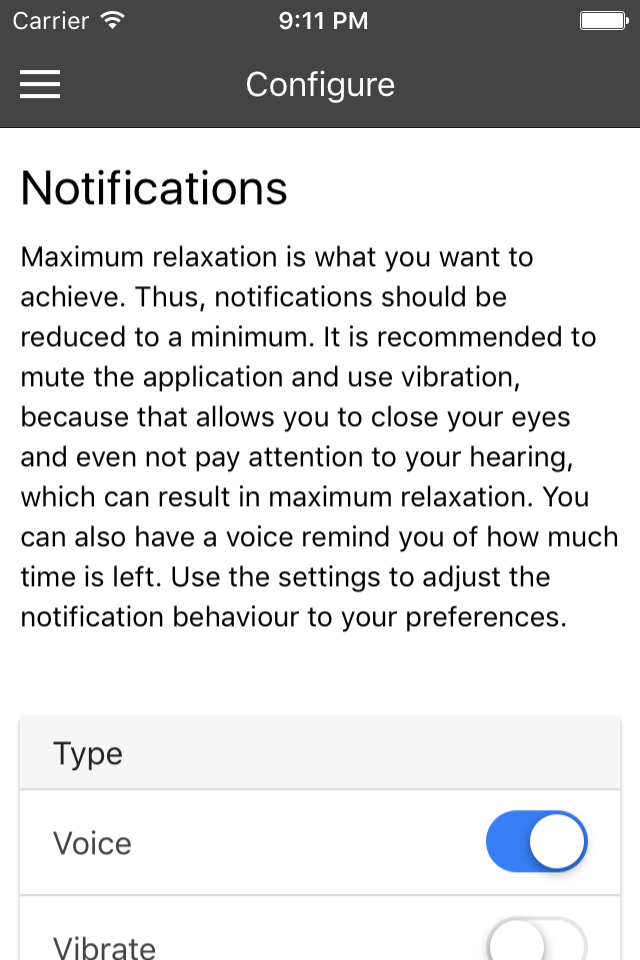 Carrier 9:11 PM
Configure
Notifications
Maximum relaxation is what you want to
achieve. Thus, notifications should be
reduced to a minimum. It is recommended to
mute the application and use vibration,
because that allows you to close your eyes
and even not pay attention to your hearing,
which can result in maximum relaxation. You
can also have a voice remind you of how much
time is left. Use the settings to adjust the
notification behaviour to your preferences.
Type
Voice
Vibrate